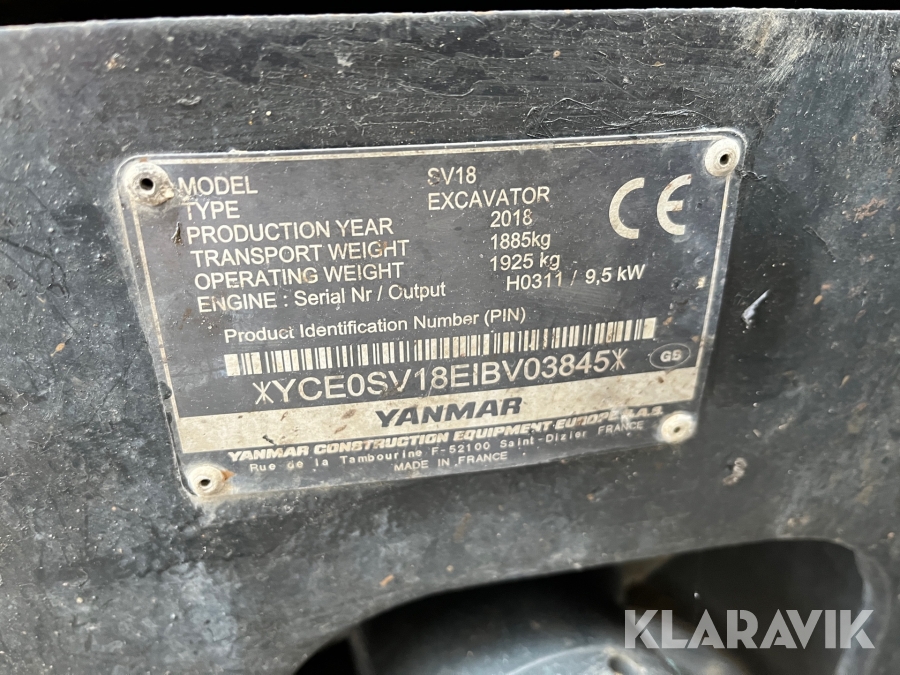 MODEL SV18
TYPE EXCAVATOR
PRODUCTION YEAR 2018
TRANSPORT WEIGHT 1885kg
OPERATING WEIGHT 1925 kg
ENGINE : Serial Nr / Output H0311 / 9,5 kW
CE
Product Identification Number (PIN)
*YCE0SV18EIBV03845*
GS
YANMAR
YANMAR CONSTRUCTION EQUIPMENT EUROPE S.A.S.
Rue de la Tambourine F-52100 Saint-Dizier FRANCE
MADE IN FRANCE
KLARAVIK